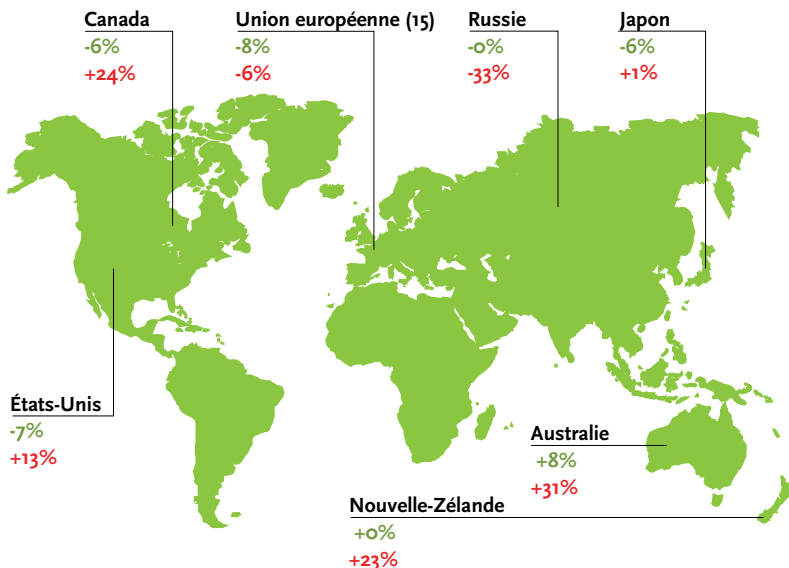 Canada
-6%
+24%
Union européenne (15)
-8%
-6%
Russie
-0%
-33%
Japon
-6%
+1%
États-Unis
-7%
+13%
Australie
+8%
+31%
Nouvelle-Zélande
+0%
+23%